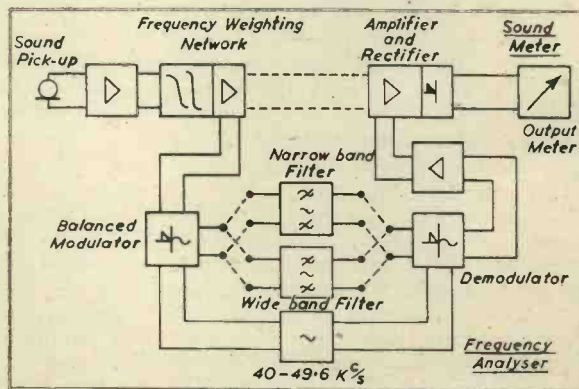 Sound
Pick-up
Frequency Weighting
Network
Amplifier
and
Rectifier
Sound
Meter
Output
Meter
Narrow band
Filter
Balanced
Modulator
Wide band Filter
Demodulator
40-49·6 Kc/s
Frequency
Analyser